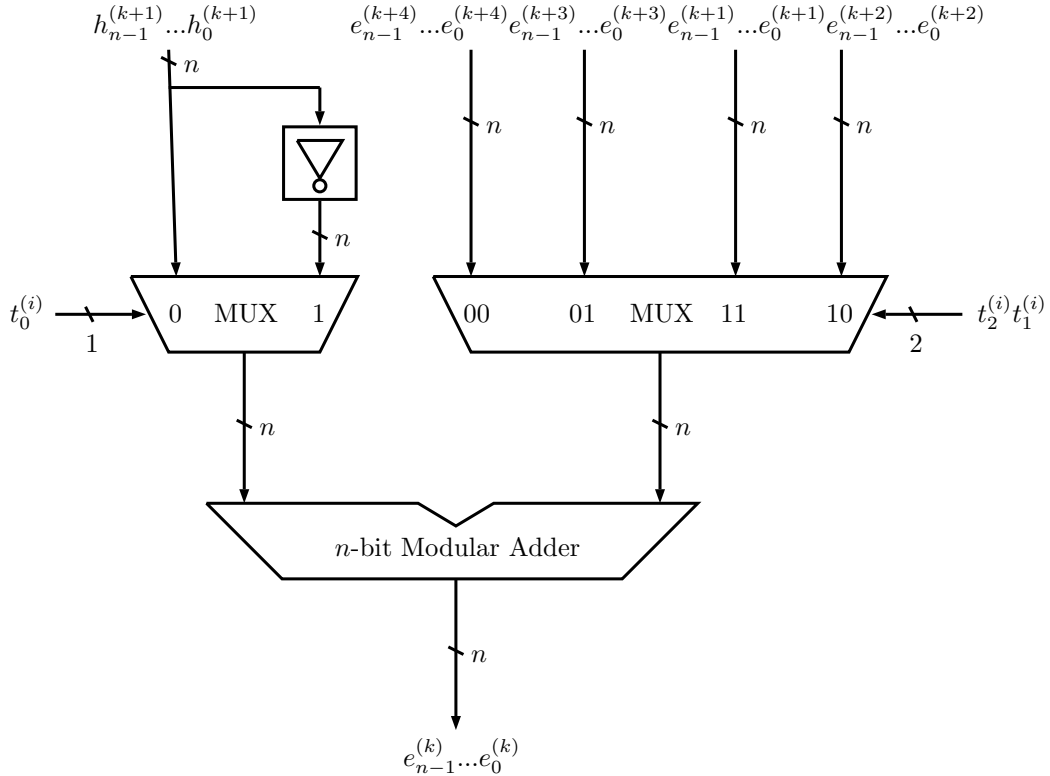 $h_{n-1}^{(k+1)}...h_0^{(k+1)}$ $e_{n-1}^{(k+4)}...e_0^{(k+4)}$ $e_{n-1}^{(k+3)}...e_0^{(k+3)}$ $e_{n-1}^{(k+1)}...e_0^{(k+1)}$ $e_{n-1}^{(k+2)}...e_0^{(k+2)}$
n
n n n n
n
$t_0^{(i)}$ 0 MUX 1 00 01 MUX 11 10 $t_2^{(i)}t_1^{(i)}$
1 2
n n
n-bit Modular Adder
n
$e_{n-1}^{(k)}...e_0^{(k)}$